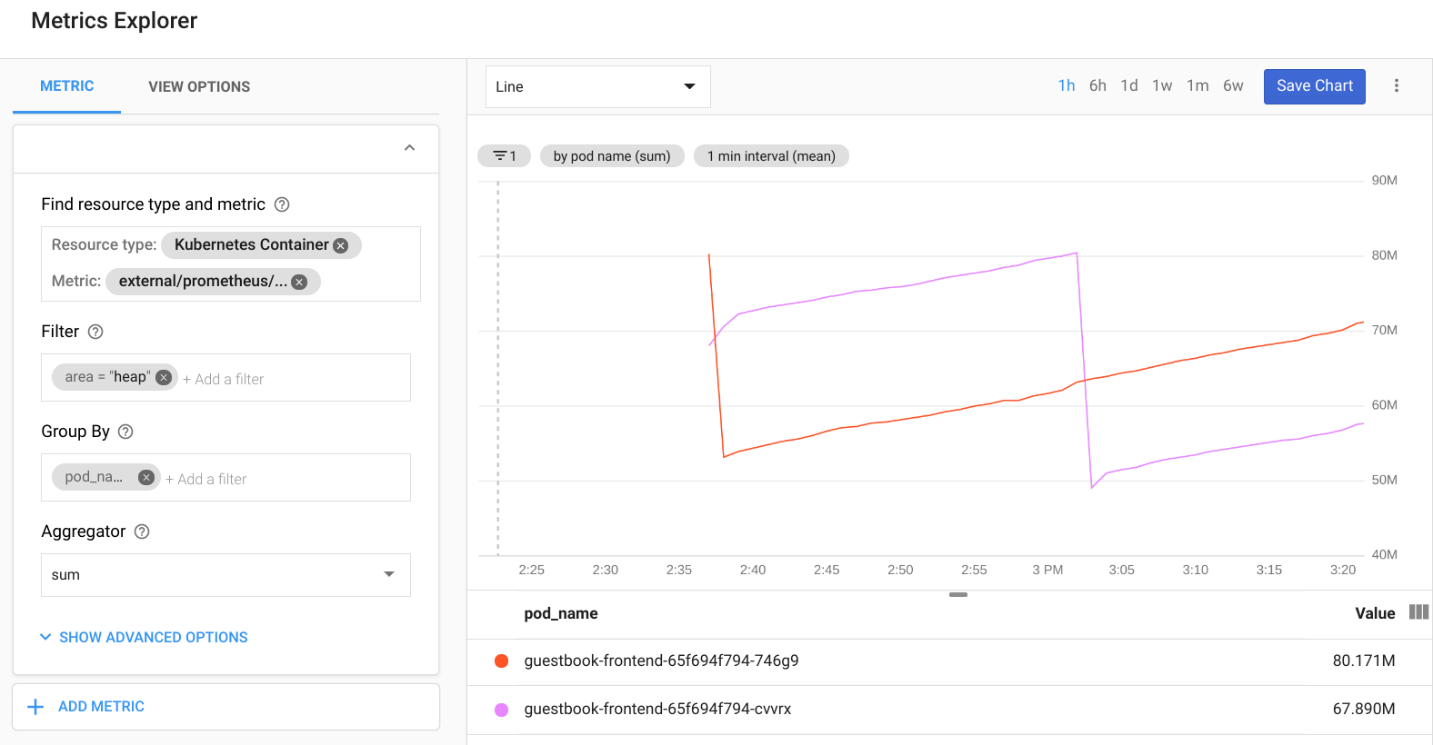 Metrics Explorer
METRIC
VIEW OPTIONS
Line
1h 6h 1d 1w 1m 6w
Save Chart
Find resource type and metric
Resource type: Kubernetes Container
Metric: external/prometheus/...
Filter
area = "heap" + Add a filter
Group By
pod_na... + Add a filter
Aggregator
sum
SHOW ADVANCED OPTIONS
ADD METRIC
1
by pod name (sum)
1 min interval (mean)
90M
80M
70M
60M
50M
40M
2:25 2:30 2:35 2:40 2:45 2:50 2:55 3 PM 3:05 3:10 3:15 3:20
pod_name Value
guestbook-frontend-65f694f794-746g9 80.171M
guestbook-frontend-65f694f794-cvvrx 67.890M